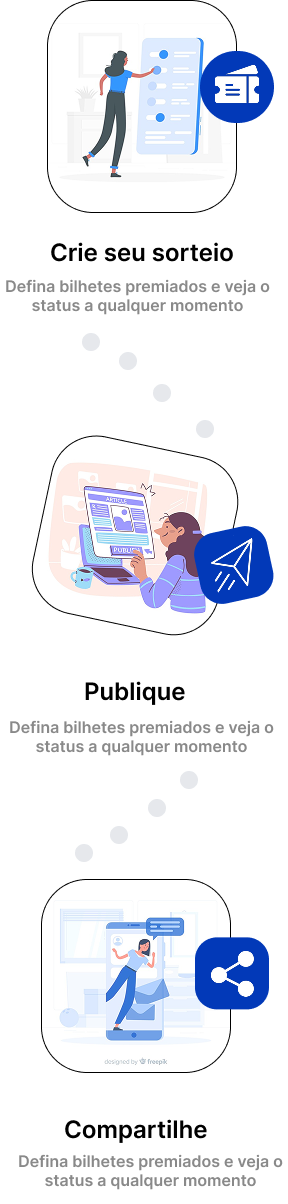 Crie seu sorteio
Defina bilhetes premiados e veja o
status a qualquer momento
ARTICLE
PUBLISH
Publique
Defina bilhetes premiados e veja o
status a qualquer momento
designed by freepik
Compartilhe
Defina bilhetes premiados e veja o
status a qualquer momento